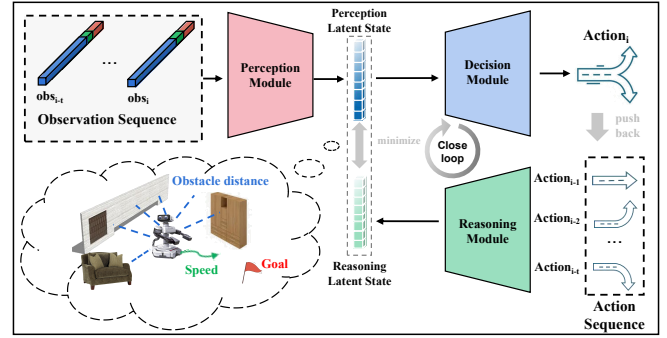 Perception
Latent State
Action_i
...
obs_i-t
obs_i
Observation Sequence
Perception
Module
Decision
Module
push
back
minimize
Close
loop
Obstacle distance
Speed
Goal
Reasoning
Latent State
Reasoning
Module
Action_i-1
Action_i-2
...
Action_i-t
Action
Sequence